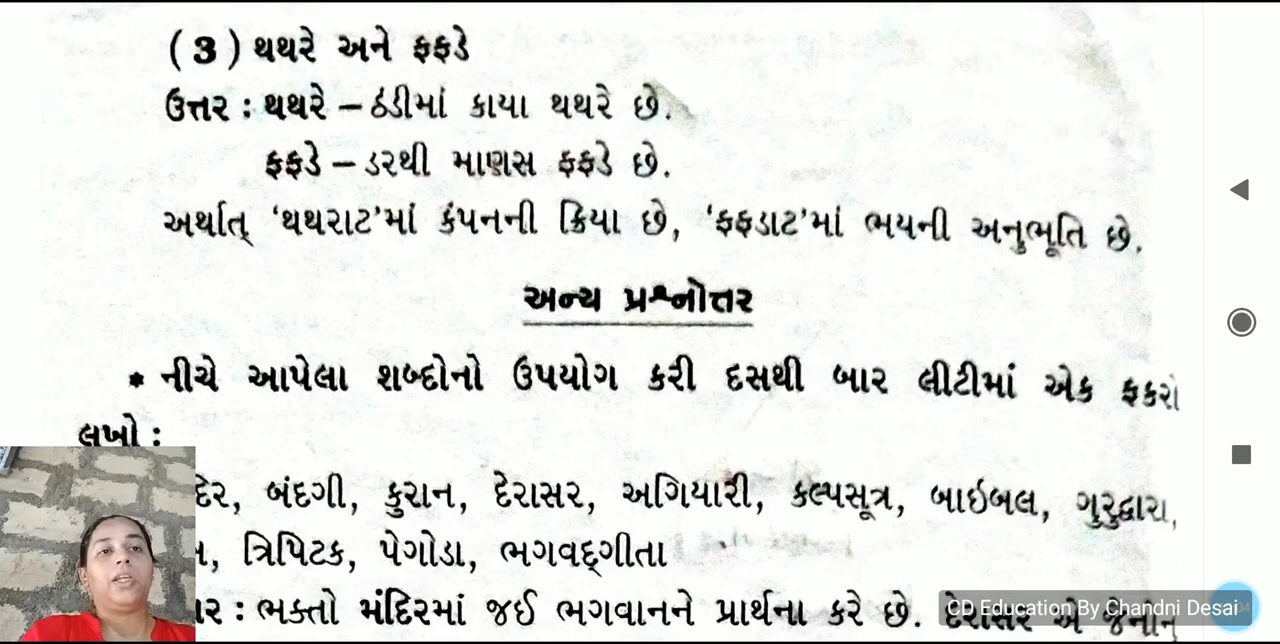 (3) થથરે અને ફફડે
ઉત્તર : થથરે – ઠંડીમાં કાયા થથરે છે.
ફફડે – ડરથી માણસ ફફડે છે.
અર્થાત્ ‘થથરાટ’માં કંપનની ક્રિયા છે, ‘ફફડાટ’માં ભયની અનુભૂતિ છે.
અન્ય પ્રશ્નોત્તર
* નીચે આપેલા શબ્દોનો ઉપયોગ કરી દસથી બાર લીટીમાં એક ફકરો
લખો :
બંદગી, કુરાન, દેરાસર, અગિયારી, કલ્પસૂત્ર, બાઇબલ, ગુરુદ્વારા,
ત્રિપિટક, પેગોડા, ભગવદ્ગીતા
ભક્તો મંદિરમાં જઈ ભગવાનને પ્રાર્થના કરે છે. દેરાસર એ જૈનોનું
CD Education By Chandni Desai